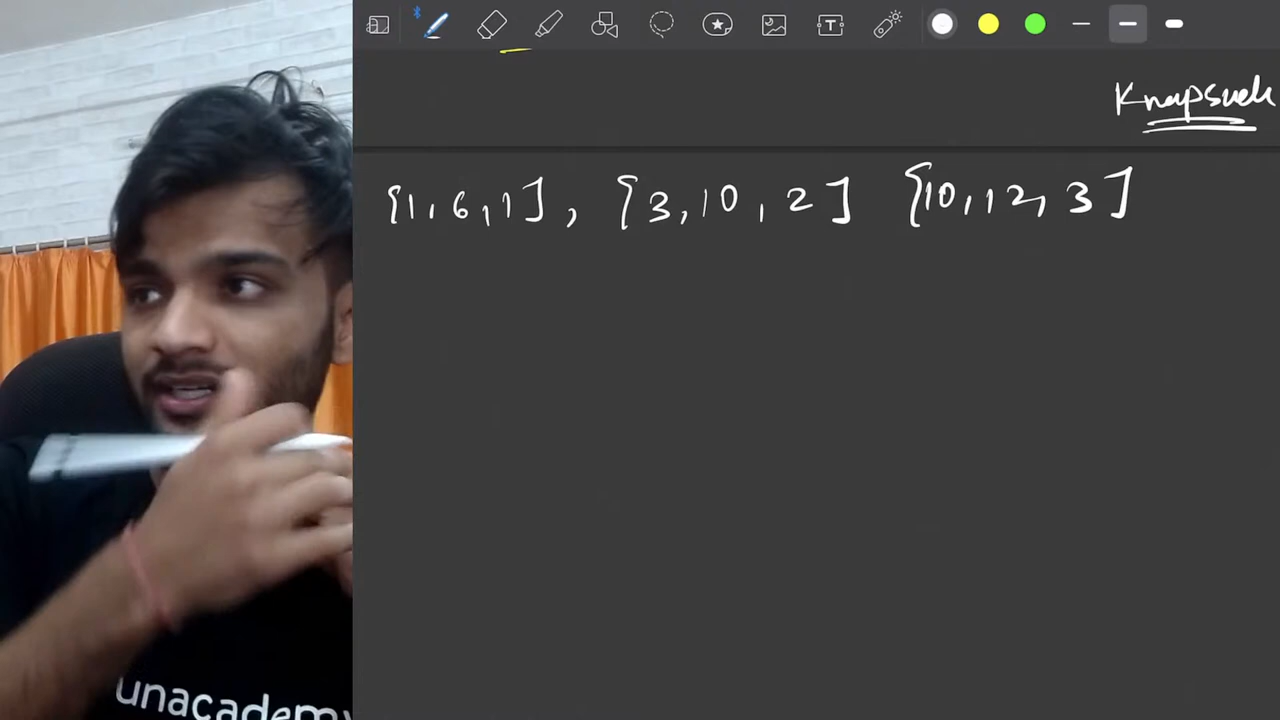 Knapsack
[1, 6, 1], [3, 10, 2] [10, 12, 3]
T
unacademy